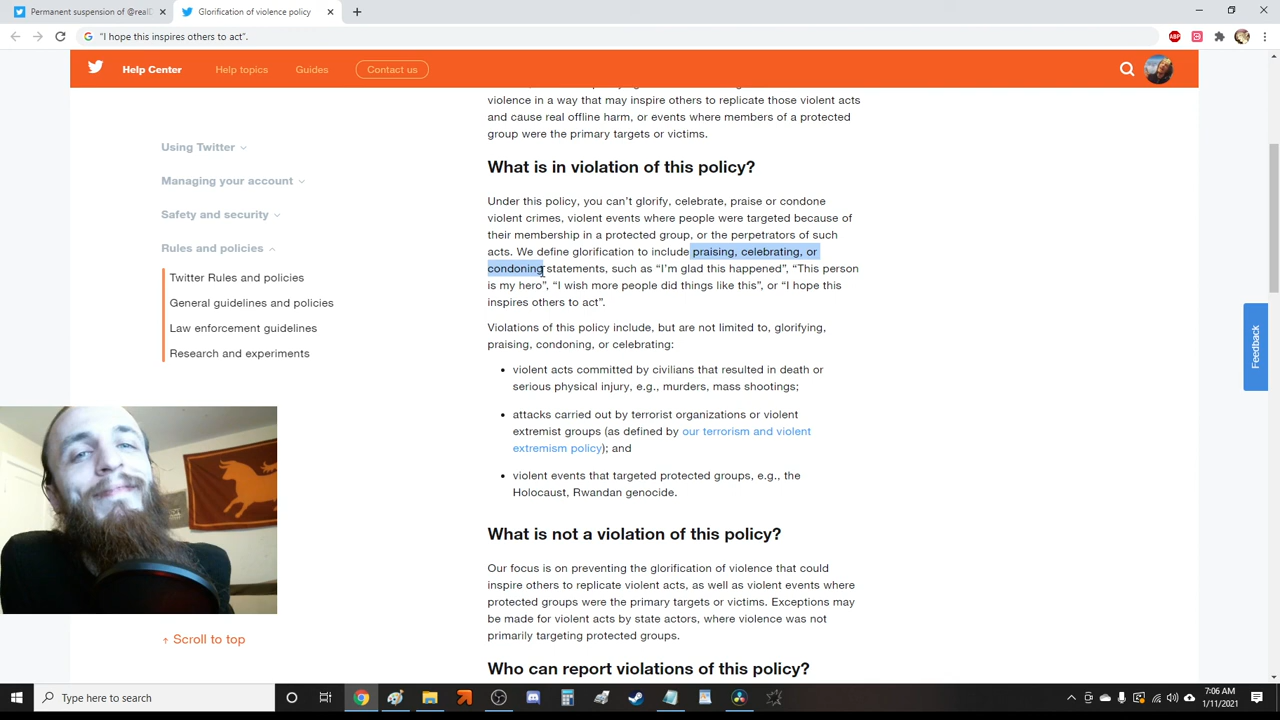 Permanent suspension of @realD
Glorification of violence policy
"I hope this inspires others to act".
ABP
Help Center
Help topics
Guides
Contact us
violence in a way that may inspire others to replicate those violent acts
and cause real offline harm, or events where members of a protected
group were the primary targets or victims.
Using Twitter
Managing your account
Safety and security
Rules and policies
Twitter Rules and policies
General guidelines and policies
Law enforcement guidelines
Research and experiments
↑ Scroll to top
What is in violation of this policy?
Under this policy, you can't glorify, celebrate, praise or condone
violent crimes, violent events where people were targeted because of
their membership in a protected group, or the perpetrators of such
acts. We define glorification to include praising, celebrating, or
condoning statements, such as “I'm glad this happened”, “This person
is my hero”, “I wish more people did things like this”, or “I hope this
inspires others to act”.
Violations of this policy include, but are not limited to, glorifying,
praising, condoning, or celebrating:
• violent acts committed by civilians that resulted in death or
serious physical injury, e.g., murders, mass shootings;
• attacks carried out by terrorist organizations or violent
extremist groups (as defined by our terrorism and violent
extremism policy); and
• violent events that targeted protected groups, e.g., the
Holocaust, Rwandan genocide.
What is not a violation of this policy?
Our focus is on preventing the glorification of violence that could
inspire others to replicate violent acts, as well as violent events where
protected groups were the primary targets or victims. Exceptions may
be made for violent acts by state actors, where violence was not
primarily targeting protected groups.
Who can report violations of this policy?
Feedback
Type here to search
7:06 AM
1/11/2021